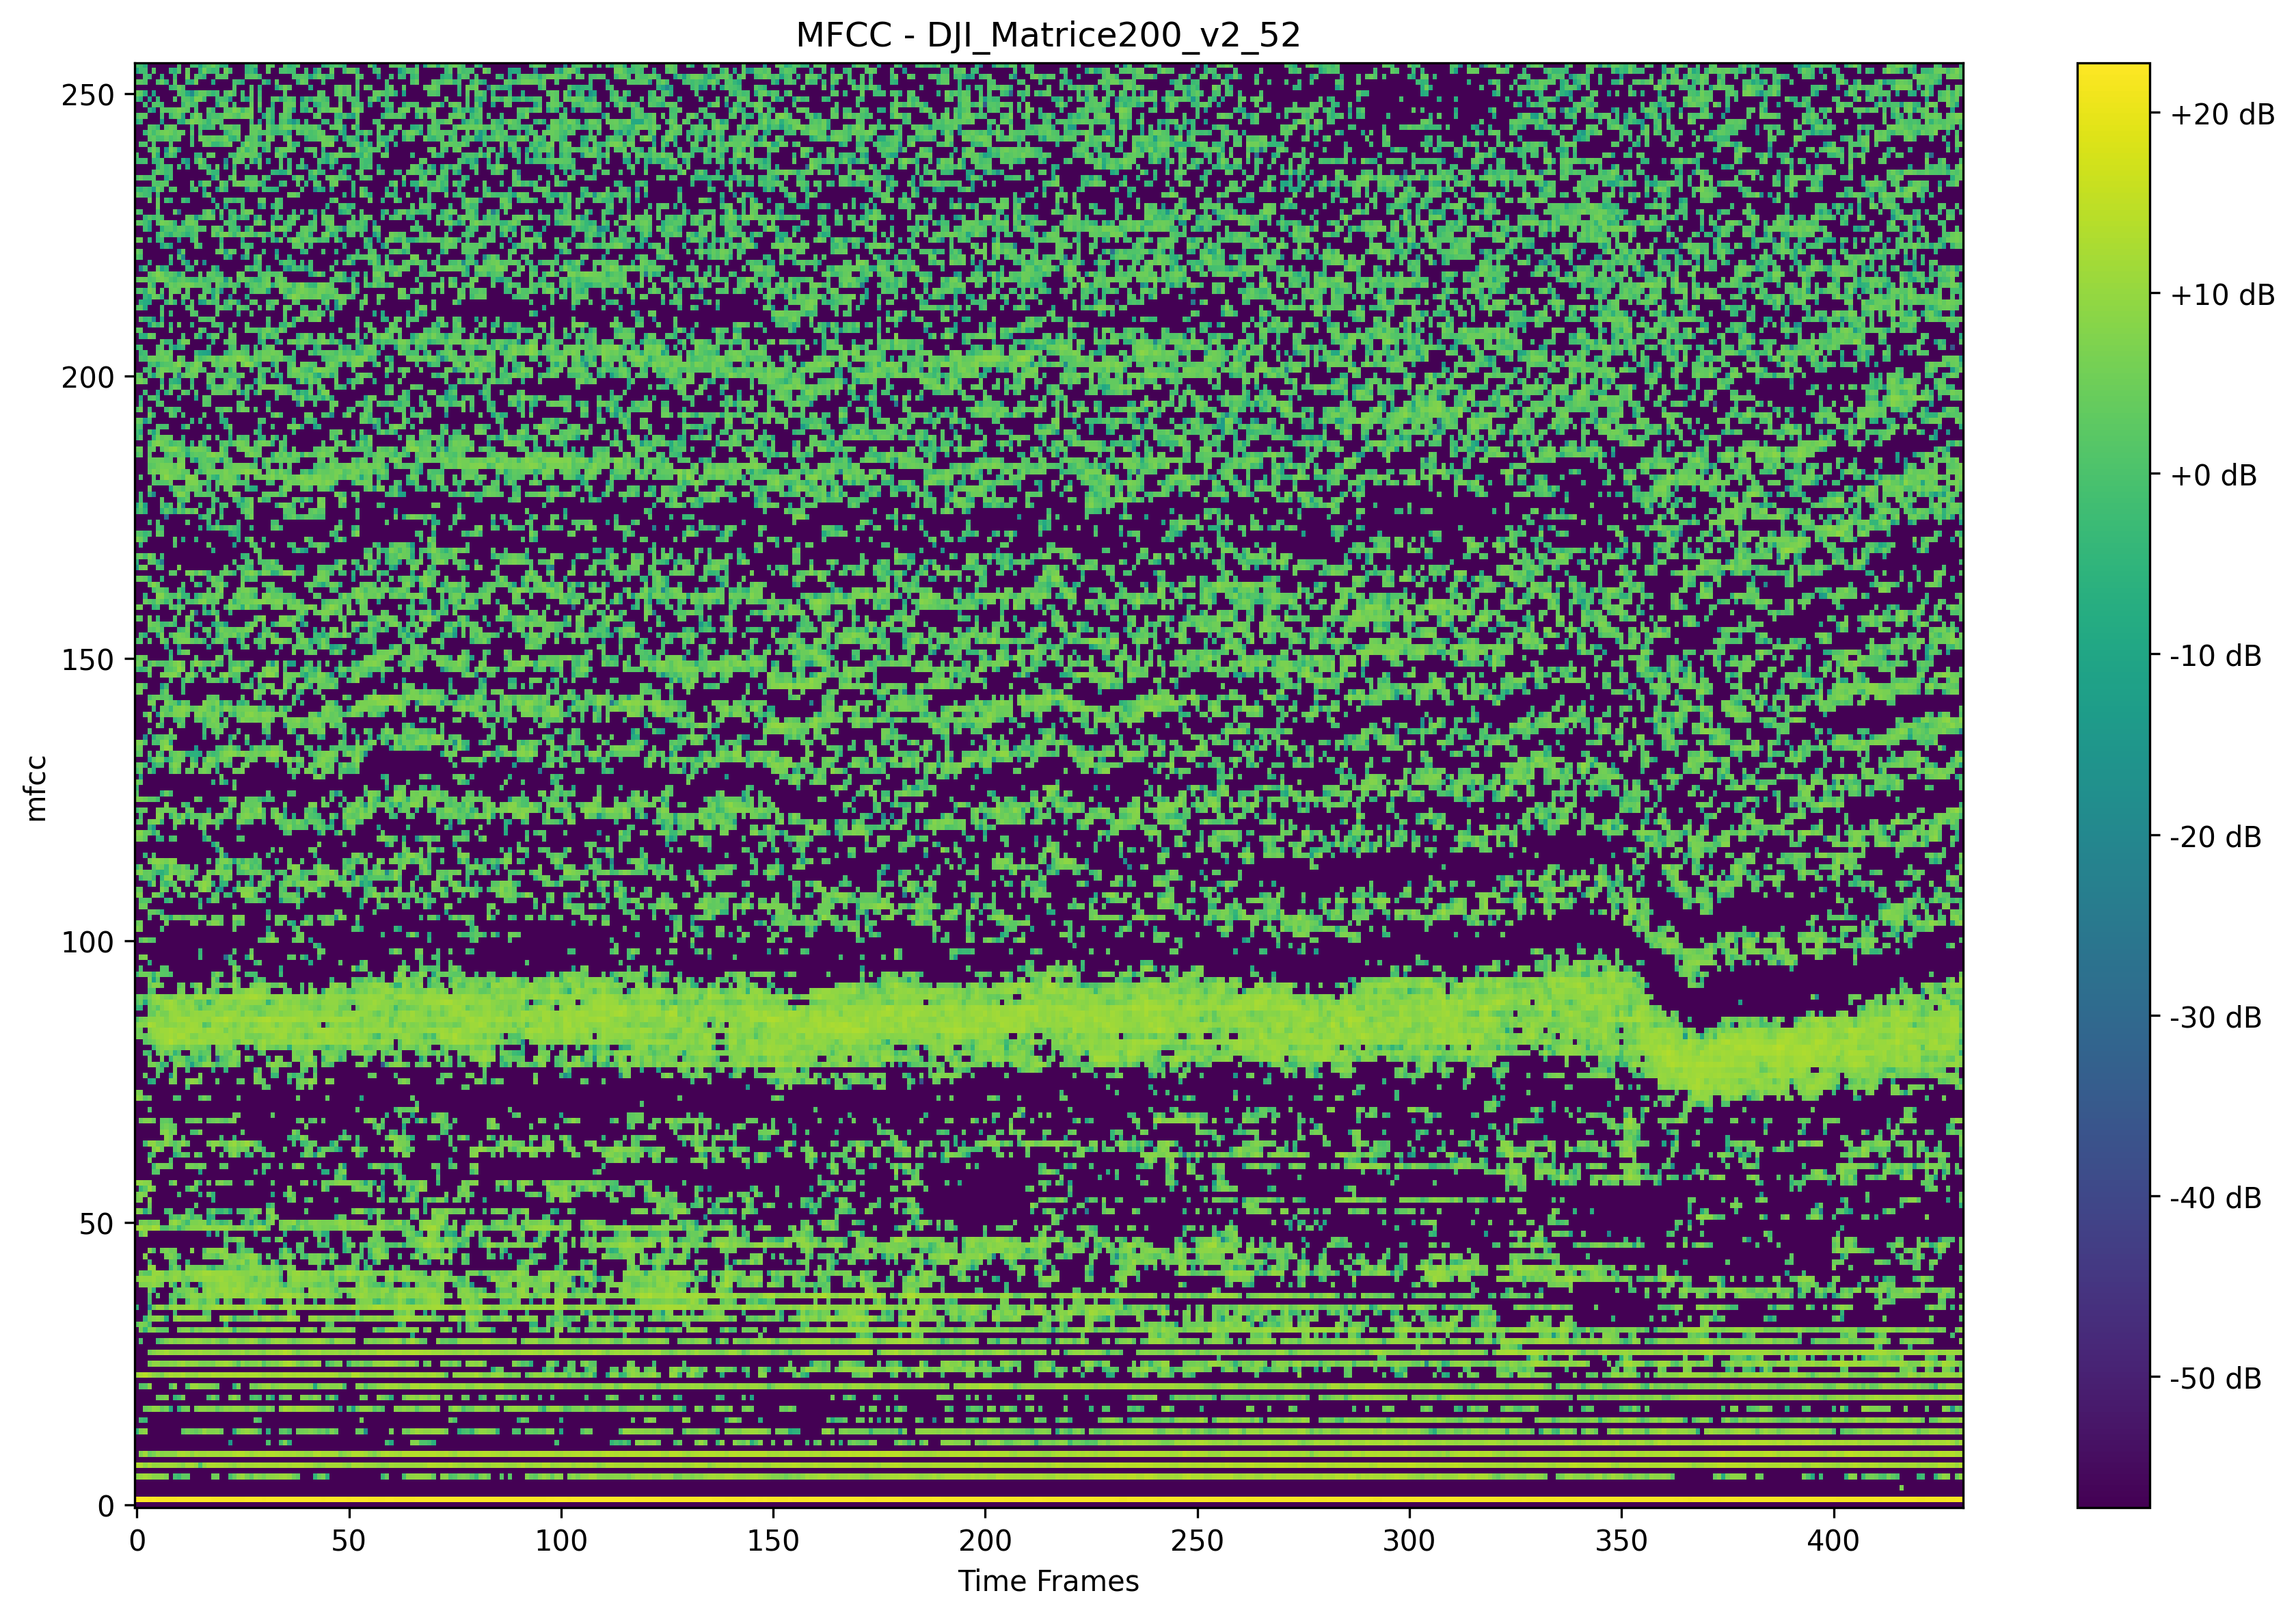 MFCC - DJI_Matrice200_v2_52
250
200
150
100
50
0
mfcc
0 50 100 150 200 250 300 350 400
Time Frames
+20 dB
+10 dB
+0 dB
-10 dB
-20 dB
-30 dB
-40 dB
-50 dB